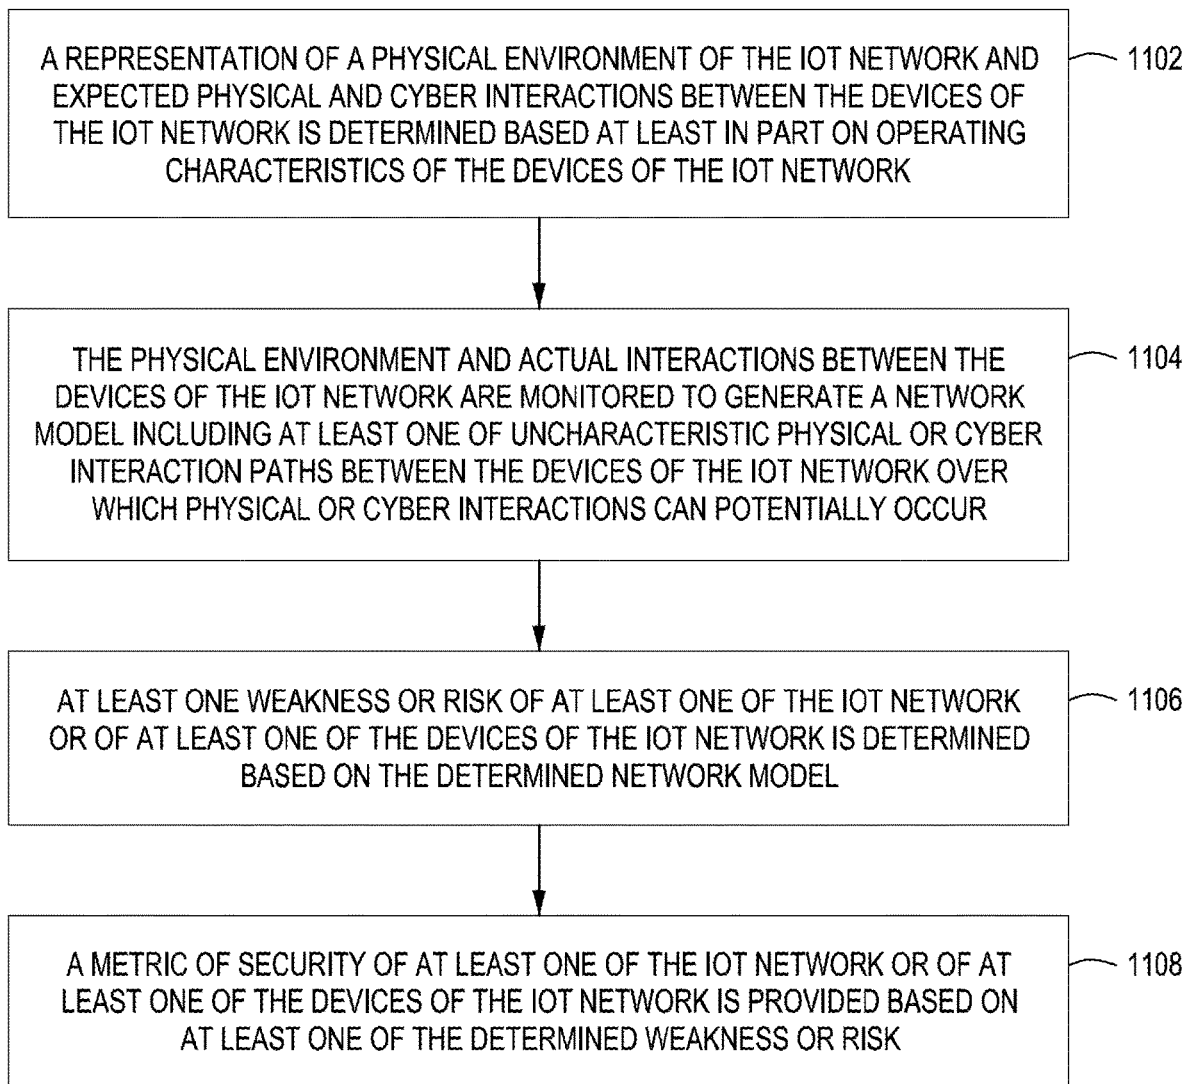 A REPRESENTATION OF A PHYSICAL ENVIRONMENT OF THE IOT NETWORK AND
EXPECTED PHYSICAL AND CYBER INTERACTIONS BETWEEN THE DEVICES OF
THE IOT NETWORK IS DETERMINED BASED AT LEAST IN PART ON OPERATING
CHARACTERISTICS OF THE DEVICES OF THE IOT NETWORK
1102
THE PHYSICAL ENVIRONMENT AND ACTUAL INTERACTIONS BETWEEN THE
DEVICES OF THE IOT NETWORK ARE MONITORED TO GENERATE A NETWORK
MODEL INCLUDING AT LEAST ONE OF UNCHARACTERISTIC PHYSICAL OR CYBER
INTERACTION PATHS BETWEEN THE DEVICES OF THE IOT NETWORK OVER
WHICH PHYSICAL OR CYBER INTERACTIONS CAN POTENTIALLY OCCUR
1104
AT LEAST ONE WEAKNESS OR RISK OF AT LEAST ONE OF THE IOT NETWORK
OR OF AT LEAST ONE OF THE DEVICES OF THE IOT NETWORK IS DETERMINED
BASED ON THE DETERMINED NETWORK MODEL
1106
A METRIC OF SECURITY OF AT LEAST ONE OF THE IOT NETWORK OR OF AT
LEAST ONE OF THE DEVICES OF THE IOT NETWORK IS PROVIDED BASED ON
AT LEAST ONE OF THE DETERMINED WEAKNESS OR RISK
1108